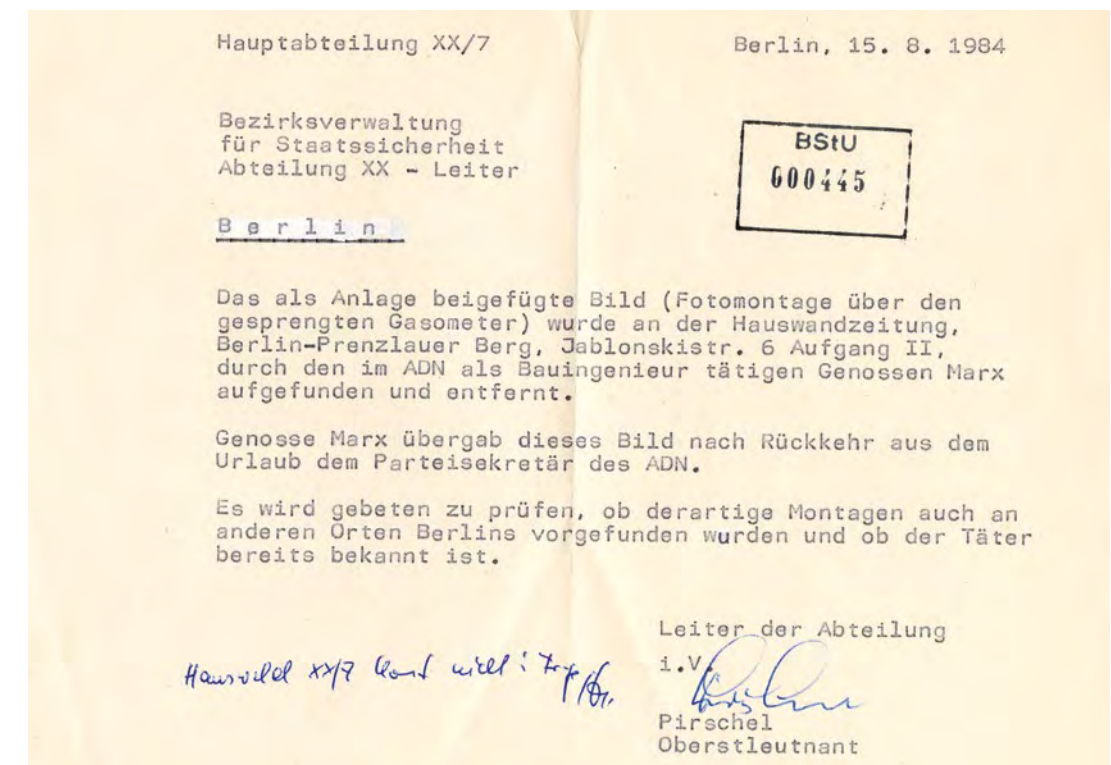 Hauptabteilung XX/7
Berlin, 15. 8. 1984
Bezirksverwaltung
für Staatssicherheit
Abteilung XX - Leiter
BStU
000445
Berlin
Das als Anlage beigefügte Bild (Fotomontage über den
gesprengten Gasometer) wurde an der Hauswandzeitung,
Berlin-Prenzlauer Berg, Jablonskistr. 6 Aufgang II,
durch den im ADN als Bauingenieur tätigen Genossen Marx
aufgefunden und entfernt.
Genosse Marx übergab dieses Bild nach Rückkehr aus dem
Urlaub dem Parteisekretär des ADN.
Es wird gebeten zu prüfen, ob derartige Montagen auch an
anderen Orten Berlins vorgefunden wurden und ob der Täter
bereits bekannt ist.
Leiter der Abteilung
i.V.
XX/7
Pirschel
Oberstleutnant